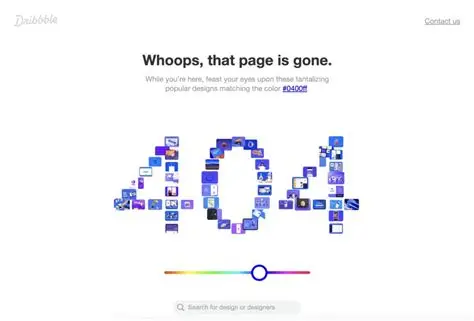 Dribbble
Contact us
Whoops, that page is gone.
While you're here, feast your eyes upon these tantalizing
popular designs matching the color #0400ff
404
Search for design or designers